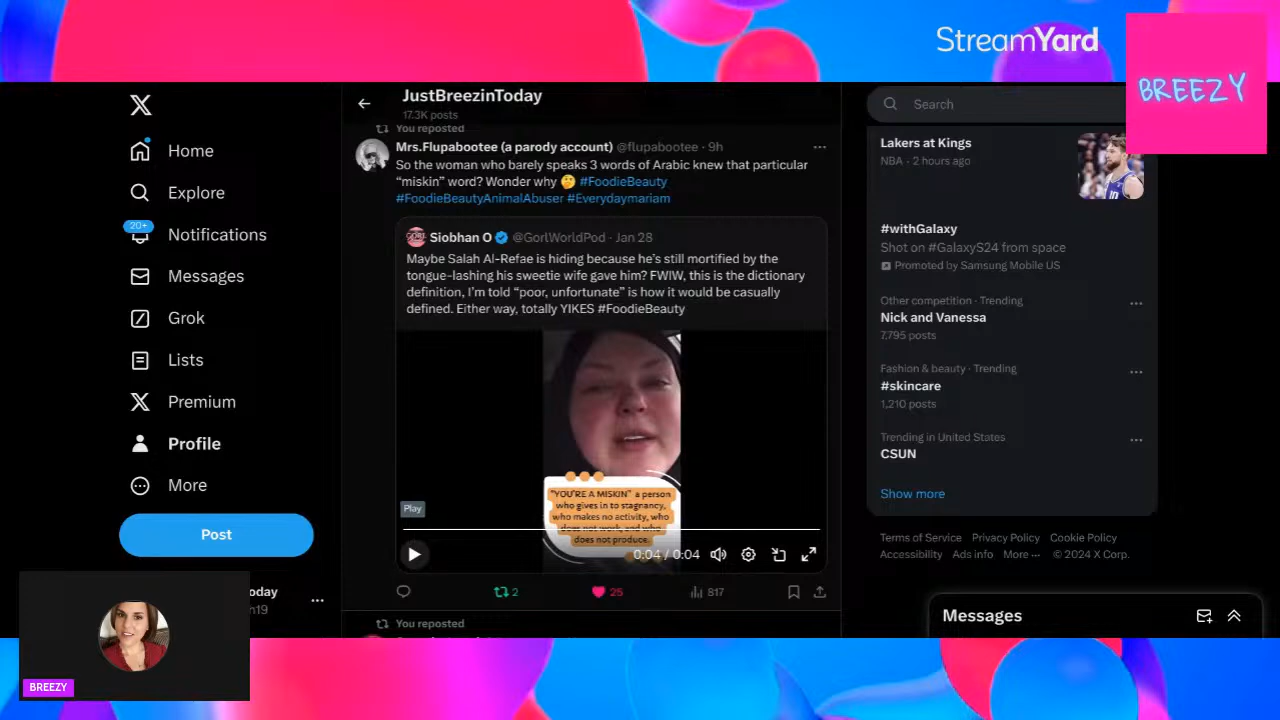 StreamYard
BREEZY
JustBreezinToday
17.3K posts
Home
Explore
20+
Notifications
Messages
Grok
Lists
Premium
Profile
More
Post
oday
n19
You reposted
Mrs.Flupabootee (a parody account) @flupabootee · 9h
So the woman who barely speaks 3 words of Arabic knew that particular
“miskin” word? Wonder why 🤔 #FoodieBeauty
#FoodieBeautyAnimalAbuser #Everydaymariam
Siobhan O @GorlWorldPod · Jan 28
Maybe Salah Al-Refae is hiding because he’s still mortified by the
tongue-lashing his sweetie wife gave him? FWIW, this is the dictionary
definition, I’m told “poor, unfortunate” is how it would be casually
defined. Either way, totally YIKES #FoodieBeauty
"YOU'RE A MISKIN" a person
who gives in to stagnancy,
who makes no activity, who
does not work, and who
does not produce.
Play
0:04 / 0:04
2
25
817
You reposted
Search
Lakers at Kings
NBA · 2 hours ago
#withGalaxy
Shot on #GalaxyS24 from space
Promoted by Samsung Mobile US
Other competition · Trending
Nick and Vanessa
7,795 posts
Fashion & beauty · Trending
#skincare
1,210 posts
Trending in United States
CSUN
Show more
Terms of Service Privacy Policy Cookie Policy
Accessibility Ads info More ··· © 2024 X Corp.
Messages
BREEZY